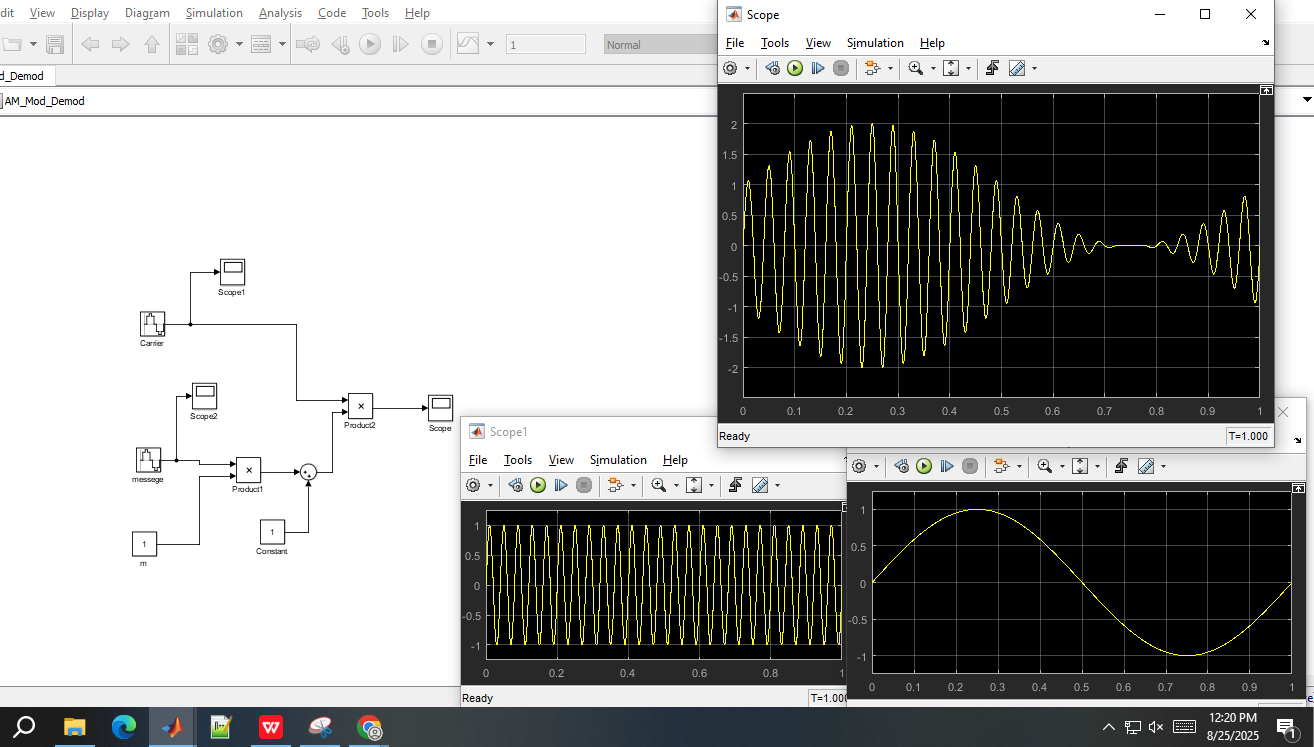 dit View Display Diagram Simulation Analysis Code Tools Help
1 Normal
d_Demod
AM_Mod_Demod
Scope1
Carrier
Scope2
Product2
Scope
messege
Product1
1
Constant
1
m
Scope
File Tools View Simulation Help
2
1.5
1
0.5
0
-0.5
-1
-1.5
-2
0 0.1 0.2 0.3 0.4 0.5 0.6 0.7 0.8 0.9 1
Ready T=1.000
Scope1
File Tools View Simulation Help
1
0.5
0
-0.5
-1
0 0.2 0.4 0.6 0.8 1
Ready T=1.000
1
0.5
0
-0.5
-1
0 0.1 0.2 0.3 0.4 0.5 0.6 0.7 0.8 0.9 1
12:20 PM
8/25/2025
1